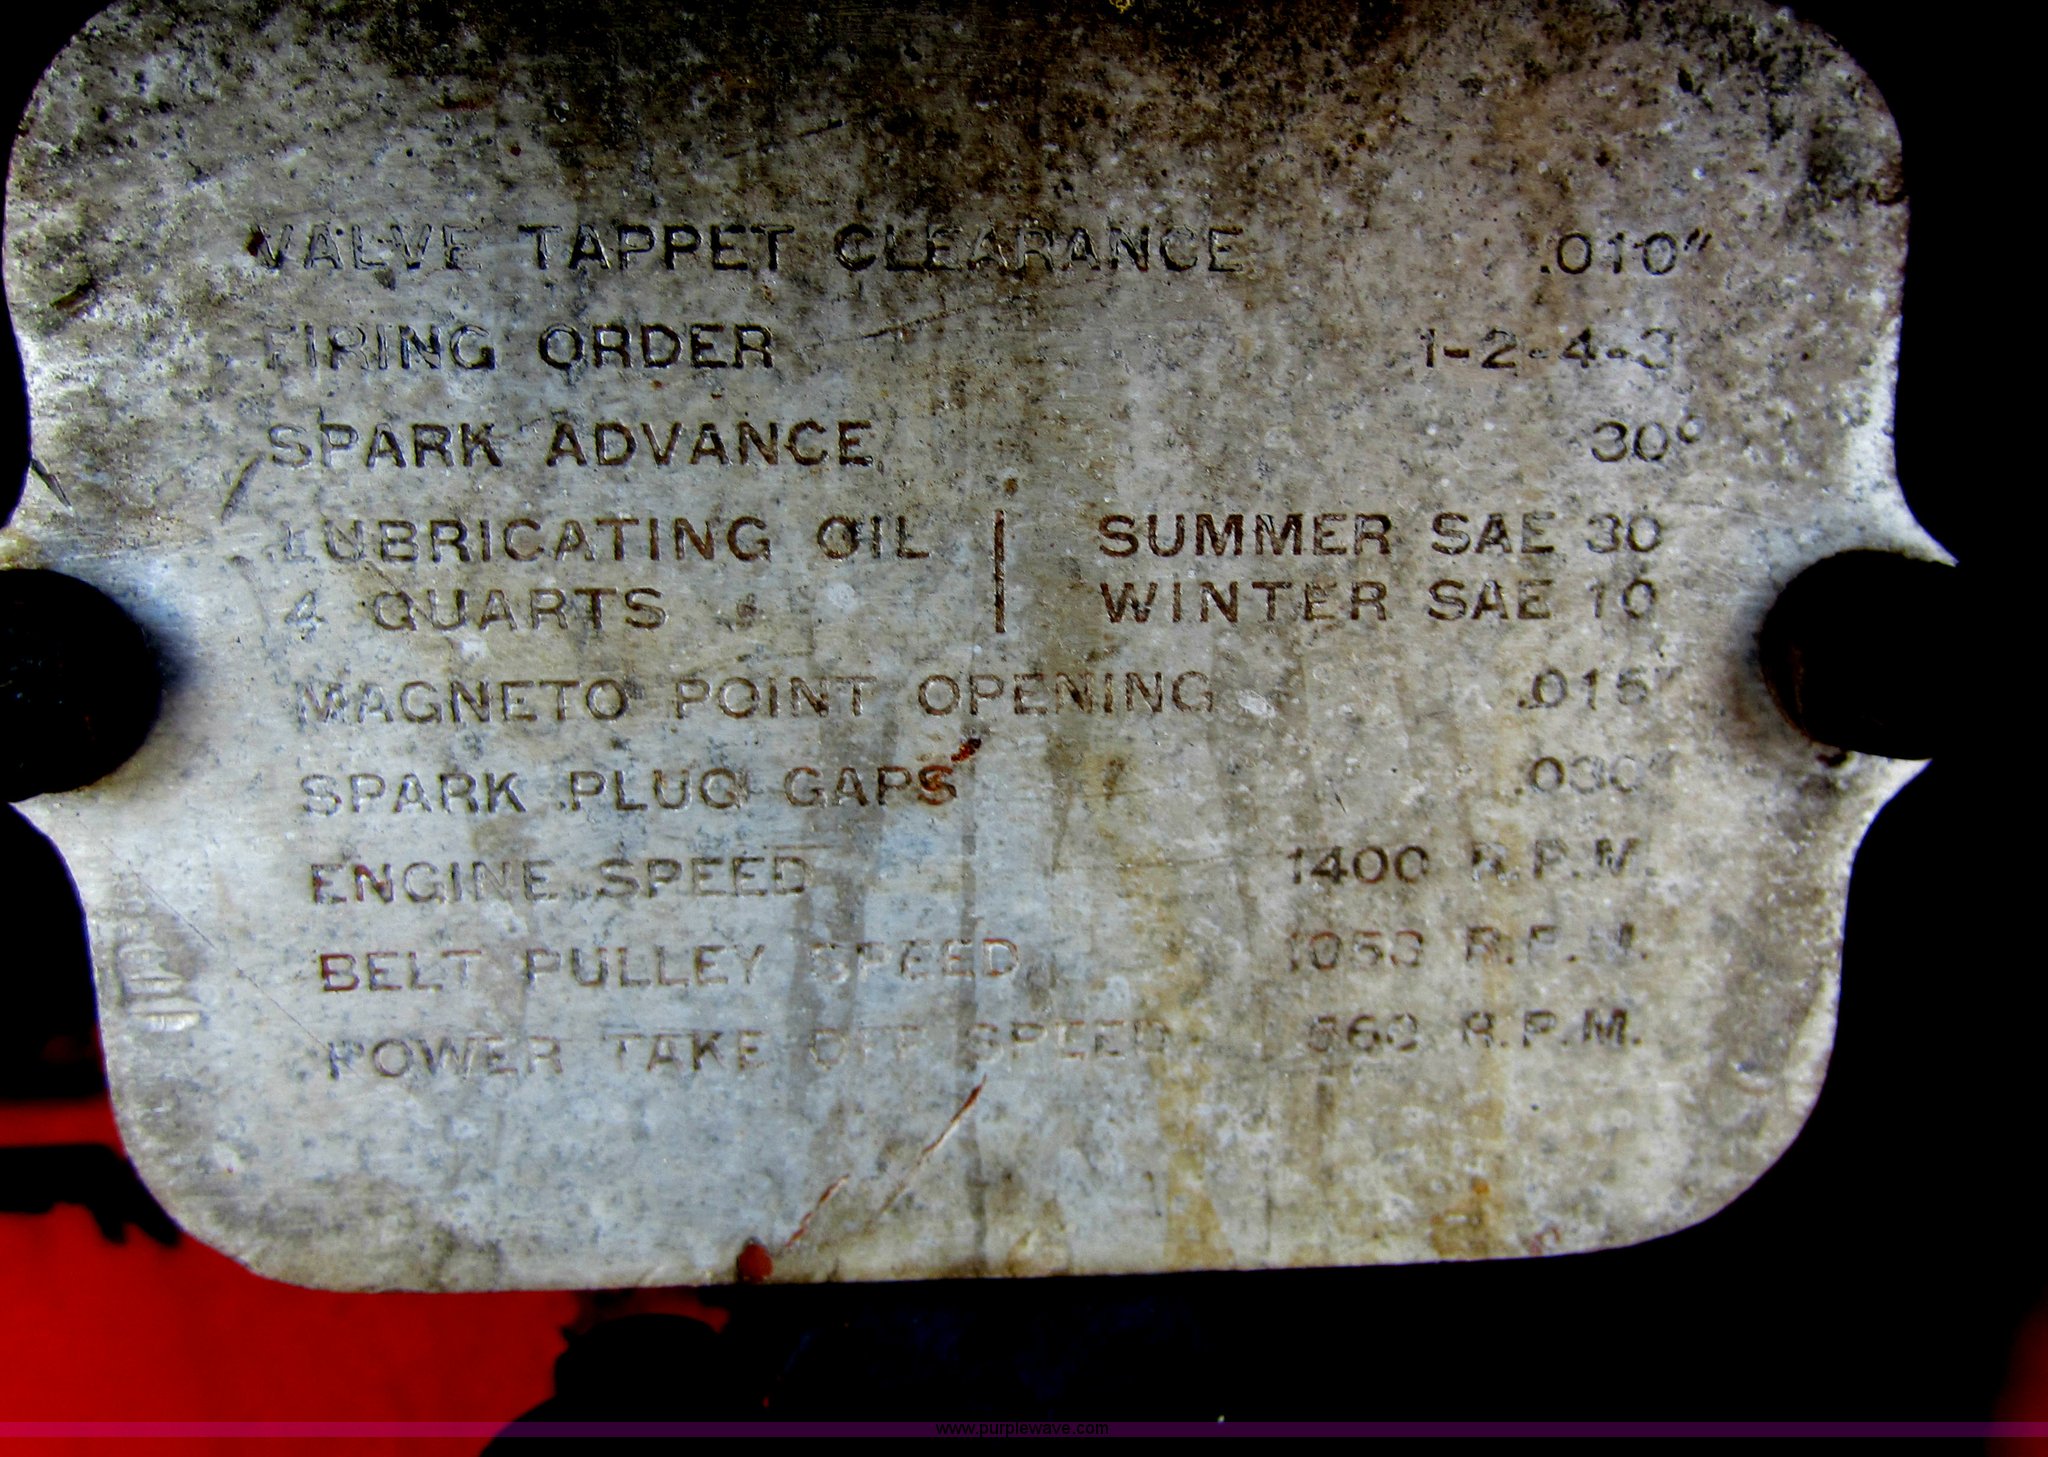 VALVE TAPPET CLEARANCE .010"
FIRING ORDER 1-2-4-3
SPARK ADVANCE 30°
LUBRICATING OIL | SUMMER SAE 30
4 QUARTS | WINTER SAE 10
MAGNETO POINT OPENING .015"
SPARK PLUG GAPS .030"
ENGINE SPEED 1400 R.P.M.
BELT PULLEY SPEED R.P.M.
POWER TAKE OFF SPEED R.P.M.
www.purplewave.com